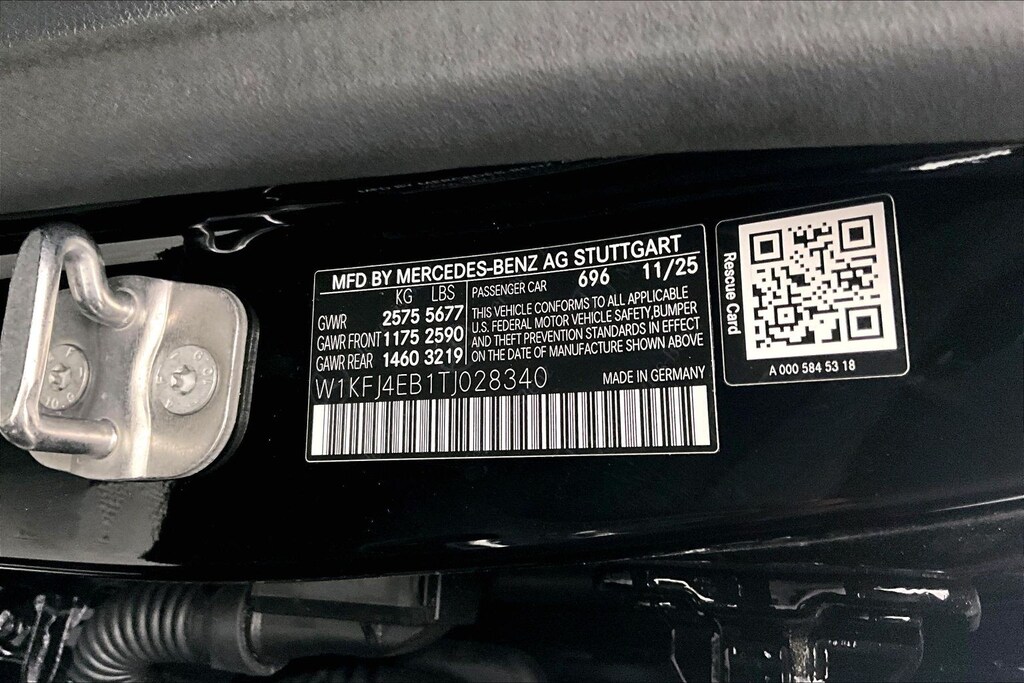 MFD BY MERCEDES-BENZ AG STUTTGART
KG LBS
GVWR 2575 5677
GAWR FRONT 1175 2590
GAWR REAR 1460 3219
PASSENGER CAR 696 11/25
THIS VEHICLE CONFORMS TO ALL APPLICABLE
U.S. FEDERAL MOTOR VEHICLE SAFETY,BUMPER
AND THEFT PREVENTION STANDARDS IN EFFECT
ON THE DATE OF MANUFACTURE SHOWN ABOVE
W1KFJ4EB1TJ028340
MADE IN GERMANY
Rescue Card
A 000 584 53 18